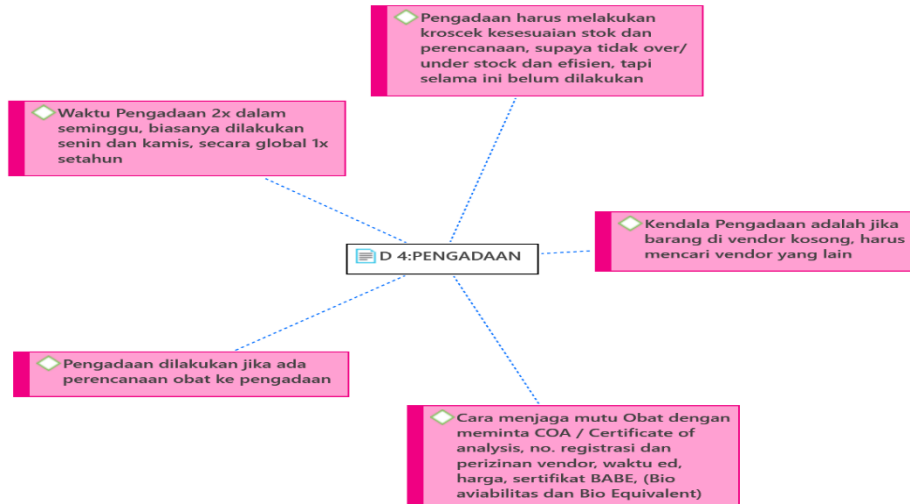 Pengadaan harus melakukan
kroscek kesesuaian stok dan
perencanaan, supaya tidak over/
under stock dan efisien, tapi
selama ini belum dilakukan
Waktu Pengadaan 2x dalam
seminggu, biasanya dilakukan
senin dan kamis, secara global 1x
setahun
Kendala Pengadaan adalah jika
barang di vendor kosong, harus
mencari vendor yang lain
D 4:PENGADAAN
Pengadaan dilakukan jika ada
perencanaan obat ke pengadaan
Cara menjaga mutu Obat dengan
meminta COA / Certificate of
analysis, no. registrasi dan
perizinan vendor, waktu ed,
harga, sertifikat BABE, (Bio
aviabilitas dan Bio Equivalent)